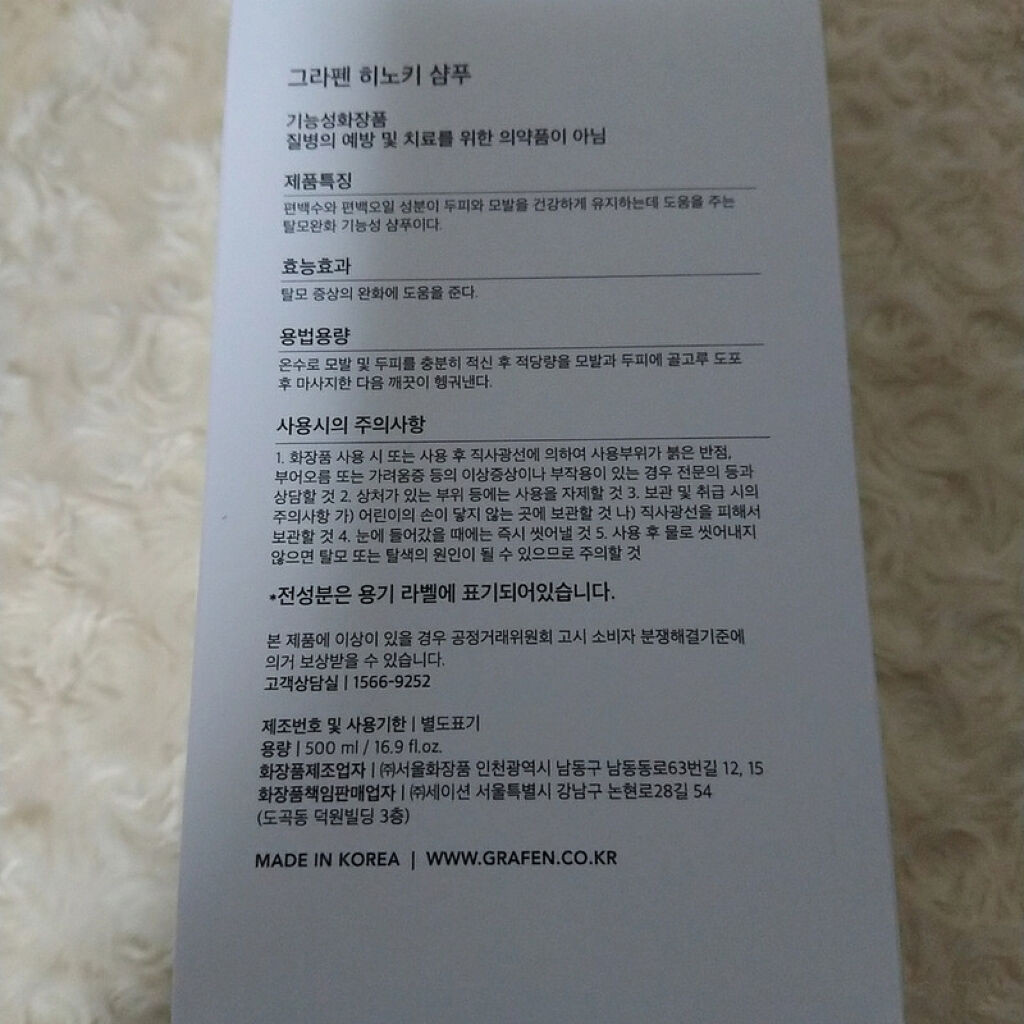 그라펜 히노키 샴푸
기능성화장품
질병의 예방 및 치료를 위한 의약품이 아님
제품특징
편백수와 편백오일 성분이 두피와 모발을 건강하게 유지하는데 도움을 주는
탈모완화 기능성 샴푸이다.
효능효과
탈모 증상의 완화에 도움을 준다.
용법용량
온수로 모발 및 두피를 충분히 적신 후 적당량을 모발과 두피에 골고루 도포
후 마사지한 다음 깨끗이 헹궈낸다.
사용시의 주의사항
1. 화장품 사용 시 또는 사용 후 직사광선에 의하여 사용부위가 붉은 반점,
부어오름 또는 가려움증 등의 이상증상이나 부작용이 있는 경우 전문의 등과
상담할 것 2. 상처가 있는 부위 등에는 사용을 자제할 것 3. 보관 및 취급 시의
주의사항 가) 어린이의 손이 닿지 않는 곳에 보관할 것 나) 직사광선을 피해서
보관할 것 4. 눈에 들어갔을 때에는 즉시 씻어낼 것 5. 사용 후 물로 씻어내지
않으면 탈모 또는 탈색의 원인이 될 수 있으므로 주의할 것
*전성분은 용기 라벨에 표기되어있습니다.
본 제품에 이상이 있을 경우 공정거래위원회 고시 소비자 분쟁해결기준에
의거 보상받을 수 있습니다.
고객상담실 | 1566-9252
제조번호 및 사용기한 | 별도표기
용량 | 500 ml / 16.9 fl.oz.
화장품제조업자 | ㈜서울화장품 인천광역시 남동구 남동동로63번길 12, 15
화장품책임판매업자 | ㈜세이션 서울특별시 강남구 논현로28길 54
(도곡동 덕원빌딩 3층)
MADE IN KOREA | WWW.GRAFEN.CO.KR